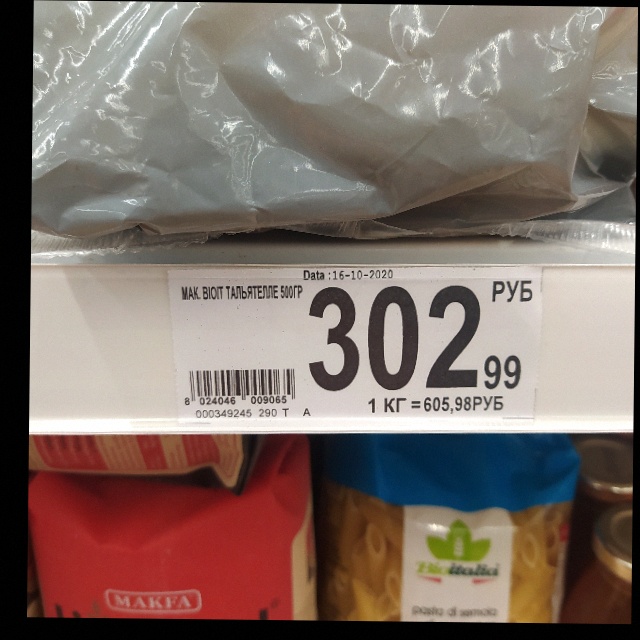 Data :16-10-2020
МАК. BIOIT ТАЛЬЯТЕЛЛЕ 500ГР
302 99 РУБ
8 024046 009065
1 КГ =605,98РУБ
000349245 290 T A
MAKFA
Bioitalia
pasta di semola